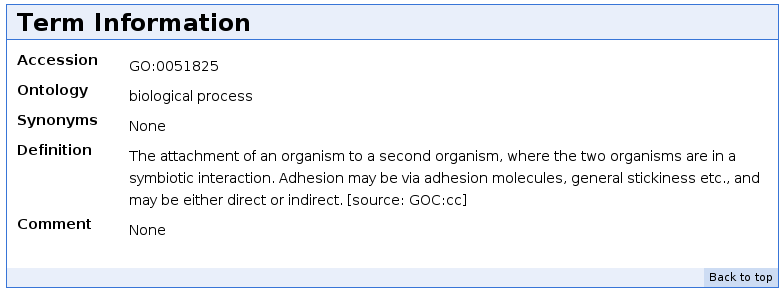 Term Information
Accession GO:0051825
Ontology biological process
Synonyms None
Definition The attachment of an organism to a second organism, where the two organisms are in a
symbiotic interaction. Adhesion may be via adhesion molecules, general stickiness etc., and
may be either direct or indirect. [source: GOC:cc]
Comment None
Back to top